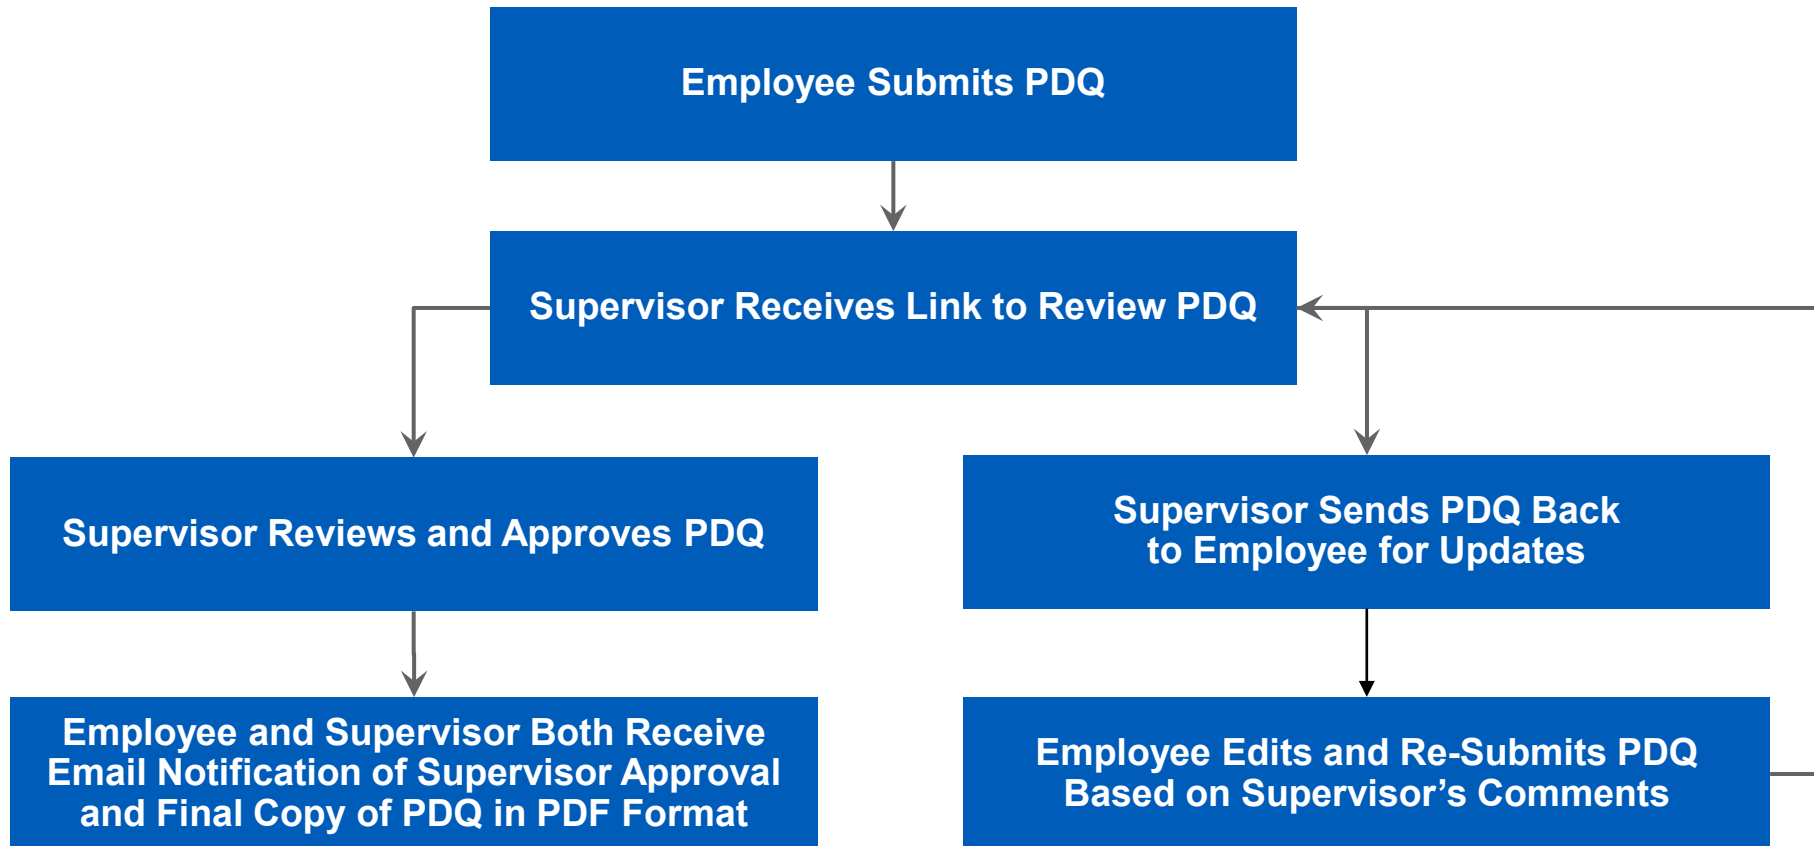 Employee Submits PDQ
Supervisor Receives Link to Review PDQ
Supervisor Reviews and Approves PDQ
Supervisor Sends PDQ Back
to Employee for Updates
Employee and Supervisor Both Receive
Email Notification of Supervisor Approval
and Final Copy of PDQ in PDF Format
Employee Edits and Re-Submits PDQ
Based on Supervisor’s Comments